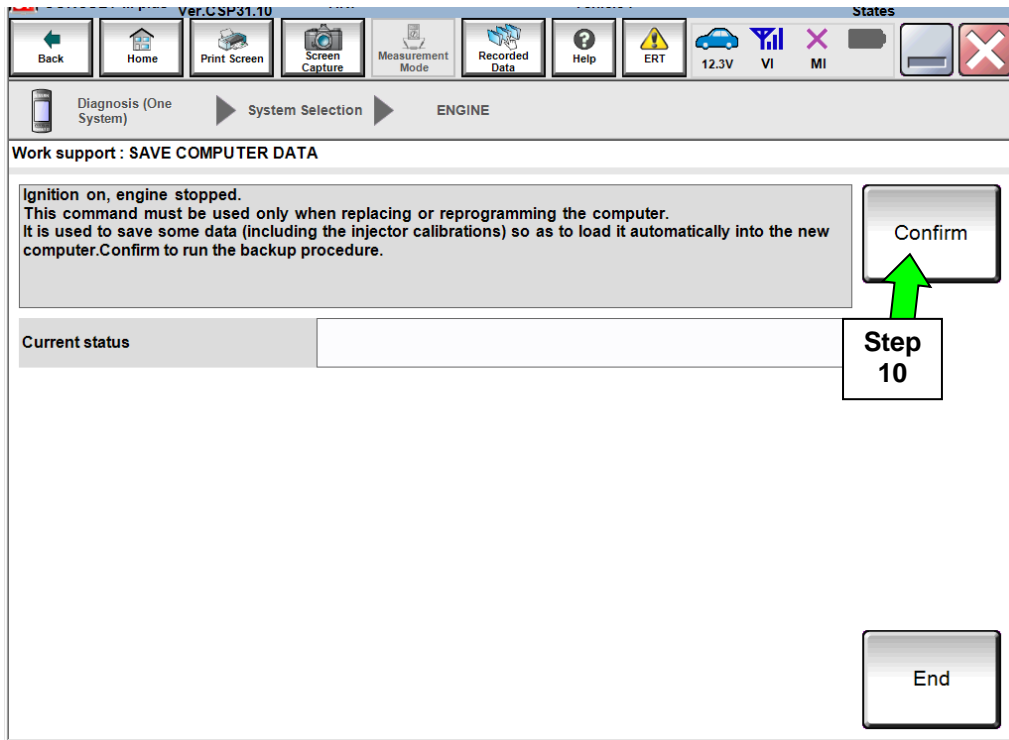 Ver.CSP31.10
States
Back
Home
Print Screen
Screen
Capture
Measurement
Mode
Recorded
Data
Help
ERT
12.3V
VI
MI
Diagnosis (One
System)
System Selection
ENGINE
Work support : SAVE COMPUTER DATA
Ignition on, engine stopped.
This command must be used only when replacing or reprogramming the computer.
It is used to save some data (including the injector calibrations) so as to load it automatically into the new
computer.Confirm to run the backup procedure.
Confirm
Current status
Step
10
End